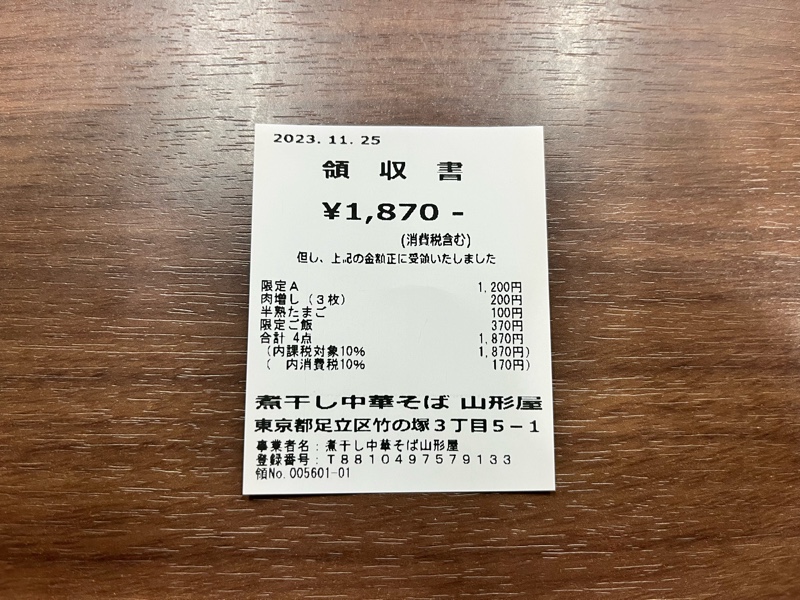 2023.11.25
領収書
¥1,870-
(消費税含む)
但し、上記の金額正に受領いたしました
限定A 1,200円
肉増し(3枚) 200円
半熟たまご 100円
限定ご飯 370円
合計 4点 1,870円
(内課税対象10% 1,870円)
( 内消費税10% 170円)
煮干し中華そば 山形屋
東京都足立区竹の塚3丁目5-1
事業者名:煮干し中華そば山形屋
登録番号:T8810497579133
領No.005601-01